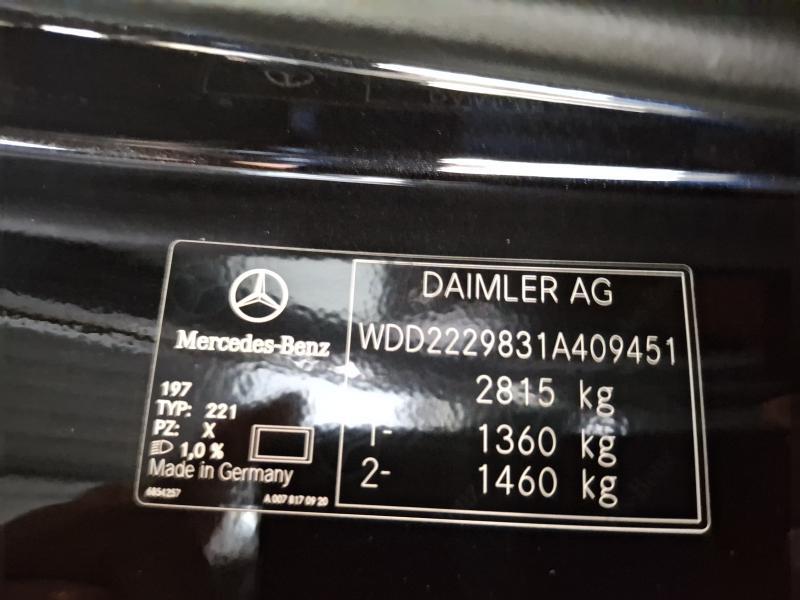 Mercedes-Benz
197
TYP: 221
PZ: X
1,0 %
Made in Germany
6854257
A 007 817 09 20
DAIMLER AG
WDD2229831A409451
2815 kg
1- 1360 kg
2- 1460 kg